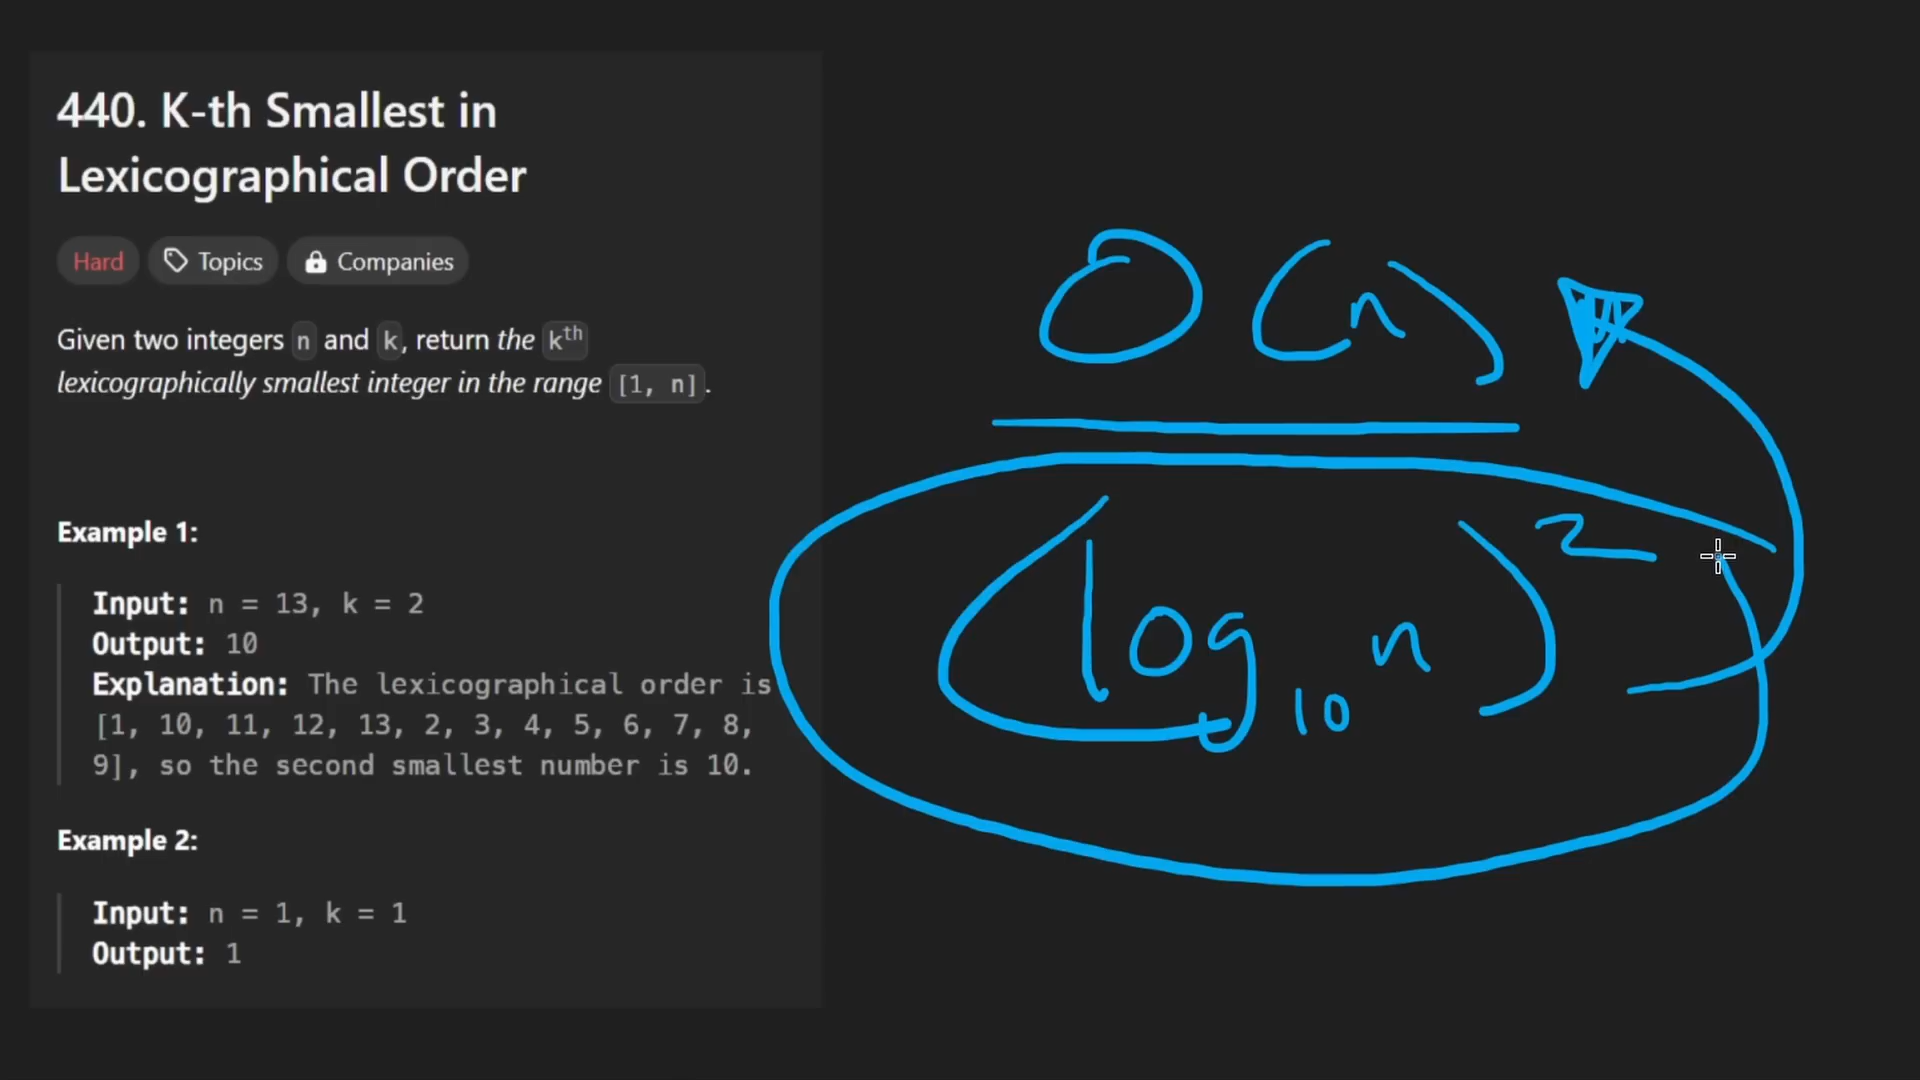 440. K-th Smallest in
Lexicographical Order
Hard Topics Companies
Given two integers n and k, return the kth
lexicographically smallest integer in the range [1, n].
Example 1:
Input: n = 13, k = 2
Output: 10
Explanation: The lexicographical order is
[1, 10, 11, 12, 13, 2, 3, 4, 5, 6, 7, 8,
9], so the second smallest number is 10.
Example 2:
Input: n = 1, k = 1
Output: 1
O(n)
(log10 n)2